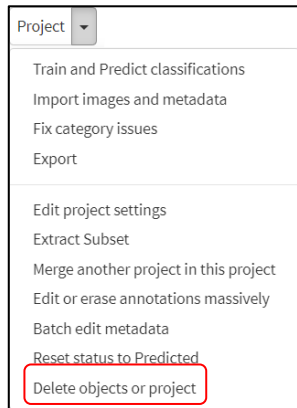 Project
Train and Predict classifications
Import images and metadata
Fix category issues
Export
Edit project settings
Extract Subset
Merge another project in this project
Edit or erase annotations massively
Batch edit metadata
Reset status to Predicted
Delete objects or project